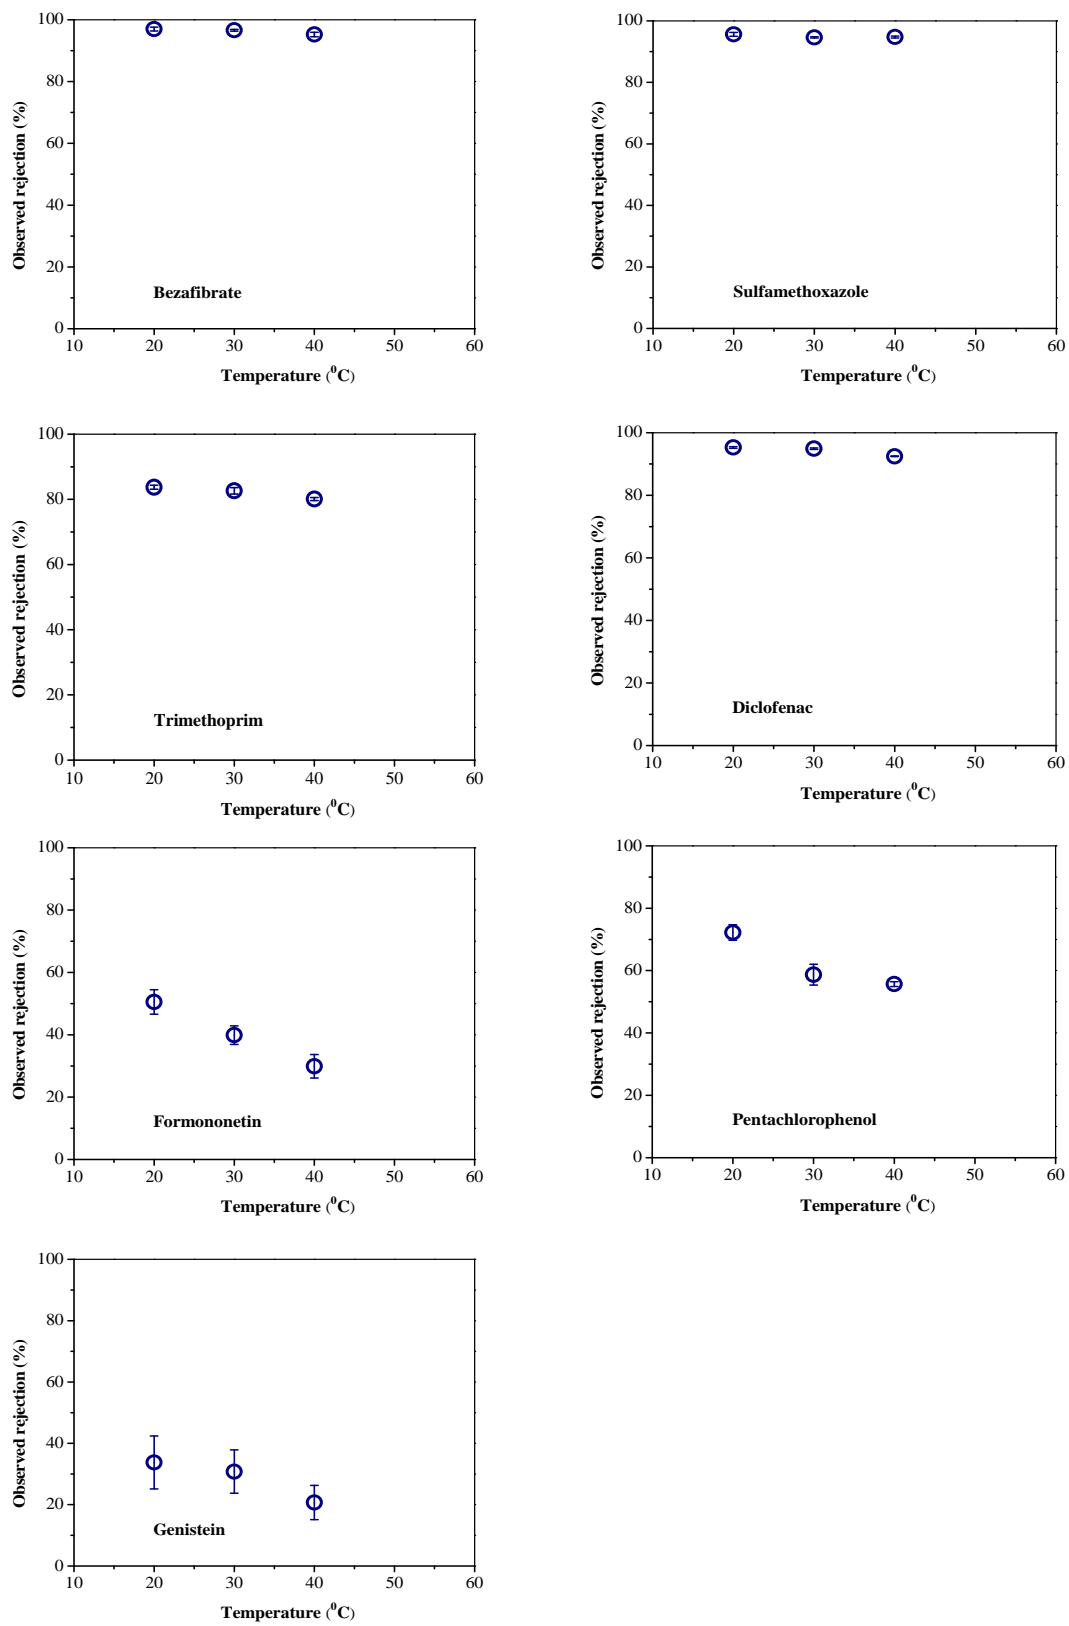 100
80
60
40
20
0
Observed rejection (%)
Bezafibrate
10 20 30 40 50 60
Temperature (⁰C)
100
80
60
40
20
0
Observed rejection (%)
Sulfamethoxazole
10 20 30 40 50 60
Temperature (⁰C)
100
80
60
40
20
0
Observed rejection (%)
Trimethoprim
10 20 30 40 50 60
Temperature (⁰C)
100
80
60
40
20
0
Observed rejection (%)
Diclofenac
10 20 30 40 50 60
Temperature (⁰C)
100
80
60
40
20
0
Observed rejection (%)
Formononetin
10 20 30 40 50 60
Temperature (⁰C)
100
80
60
40
20
0
Observed rejection (%)
Pentachlorophenol
10 20 30 40 50 60
Temperature (⁰C)
100
80
60
40
20
0
Observed rejection (%)
Genistein
10 20 30 40 50 60
Temperature (⁰C)